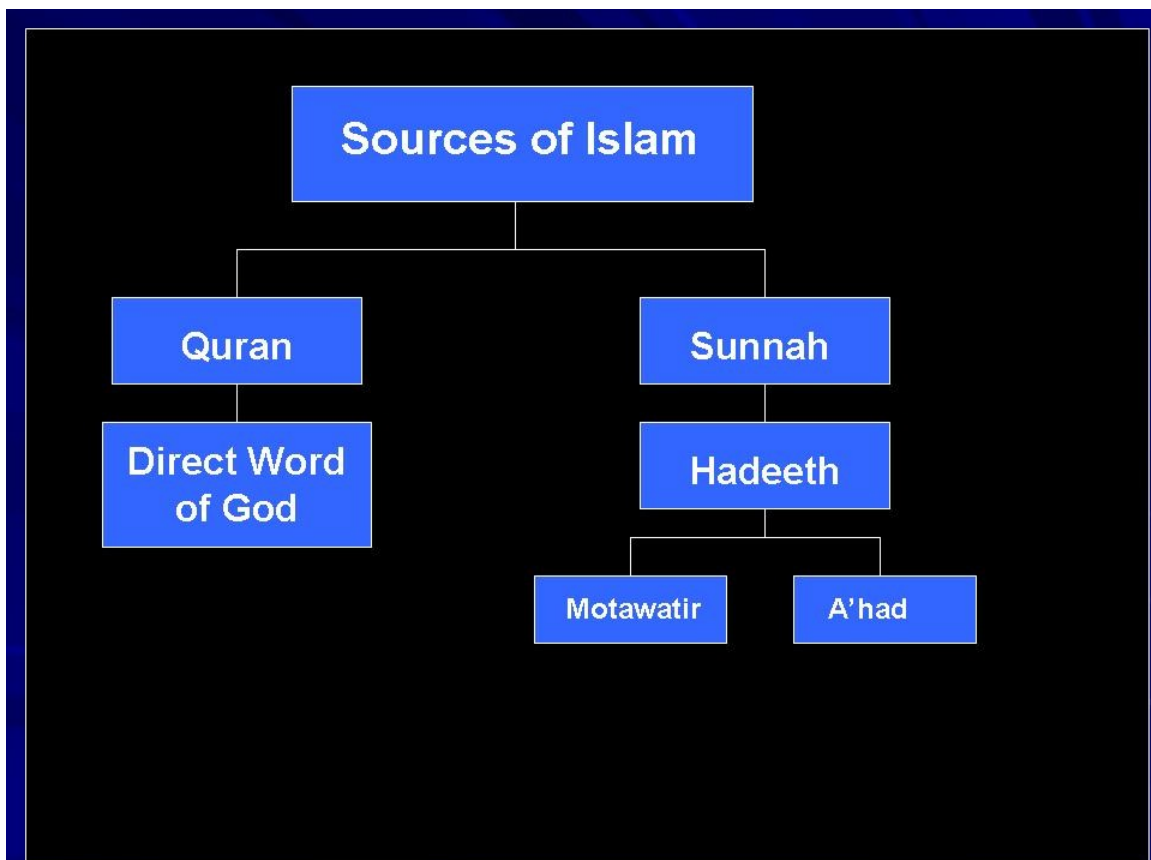 Sources of Islam
Quran
Sunnah
Direct Word
of God
Hadeeth
Motawatir
A’had